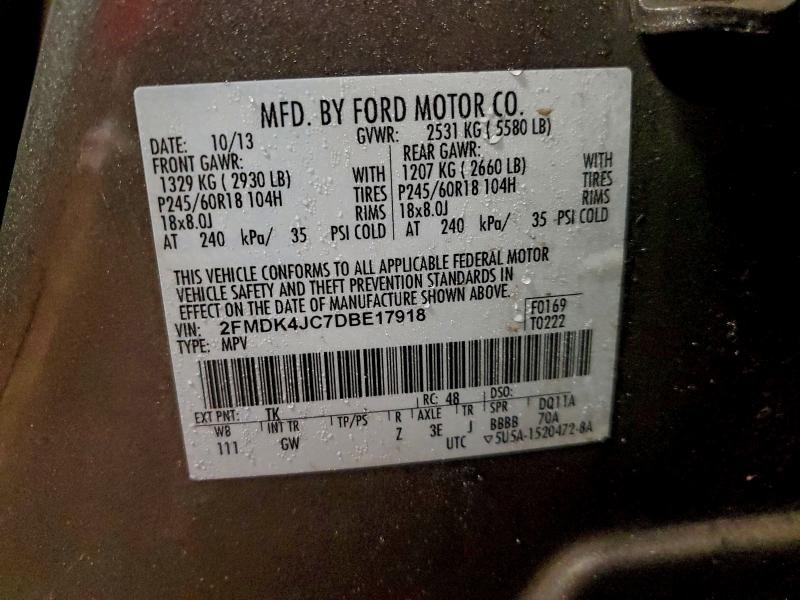 MFD. BY FORD MOTOR CO.
DATE: 10/13 GVWR: 2531 KG ( 5580 LB)
FRONT GAWR: REAR GAWR:
1329 KG ( 2930 LB) WITH 1207 KG ( 2660 LB) WITH
P245/60R18 104H TIRES P245/60R18 104H TIRES
18x8.0J RIMS 18x8.0J RIMS
AT 240 kPa/ 35 PSI COLD AT 240 kPa/ 35 PSI COLD
THIS VEHICLE CONFORMS TO ALL APPLICABLE FEDERAL MOTOR
VEHICLE SAFETY AND THEFT PREVENTION STANDARDS IN
EFFECT ON THE DATE OF MANUFACTURE SHOWN ABOVE.
VIN: 2FMDK4JC7DBE17918 F0169
TYPE: MPV T0222
EXT PNT: TK RC: 48 DSO:
WB INT TR TP/PS R AXLE TR SPR DQ11A
111 GW Z 3E J BBBB 70A
UTC 5U5A-1520472-8A